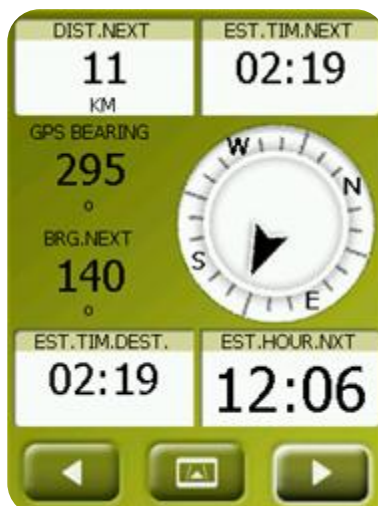 DIST.NEXT
11
KM
EST.TIM.NEXT
02:19
GPS BEARING
295
°
BRG.NEXT
140
°
W
N
S
E
EST.TIM.DEST.
02:19
EST.HOUR.NXT
12:06